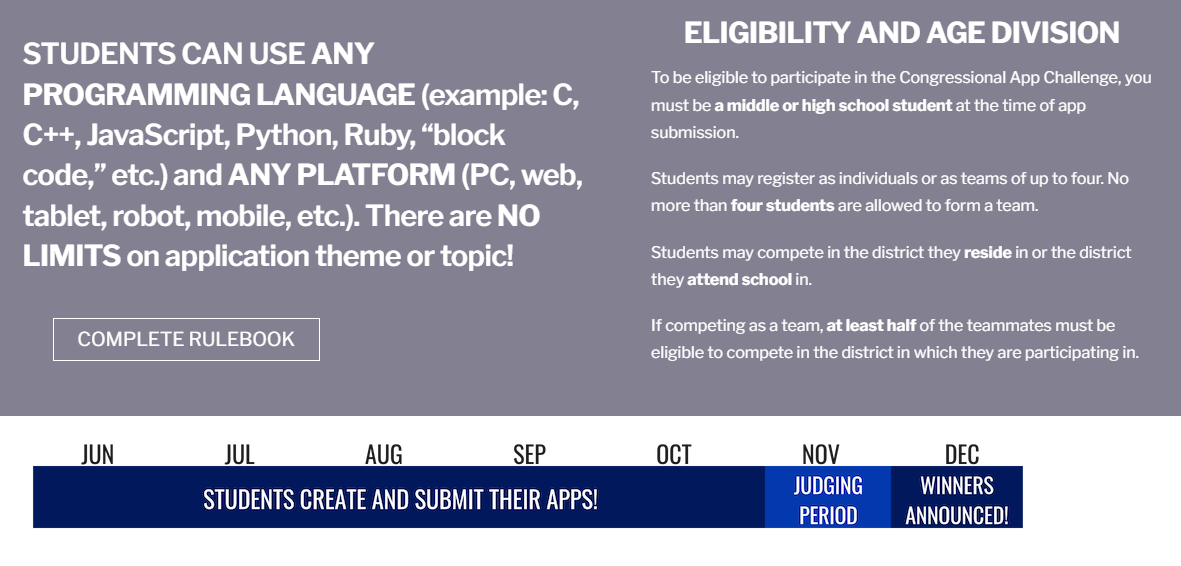 STUDENTS CAN USE ANY
PROGRAMMING LANGUAGE (example: C,
C++, JavaScript, Python, Ruby, “block
code,” etc.) and ANY PLATFORM (PC, web,
tablet, robot, mobile, etc.). There are NO
LIMITS on application theme or topic!
COMPLETE RULEBOOK
ELIGIBILITY AND AGE DIVISION
To be eligible to participate in the Congressional App Challenge, you
must be a middle or high school student at the time of app
submission.
Students may register as individuals or as teams of up to four. No
more than four students are allowed to form a team.
Students may compete in the district they reside in or the district
they attend school in.
If competing as a team, at least half of the teammates must be
eligible to compete in the district in which they are participating in.
JUN JUL AUG SEP OCT NOV DEC
STUDENTS CREATE AND SUBMIT THEIR APPS!
JUDGING
PERIOD
WINNERS
ANNOUNCED!